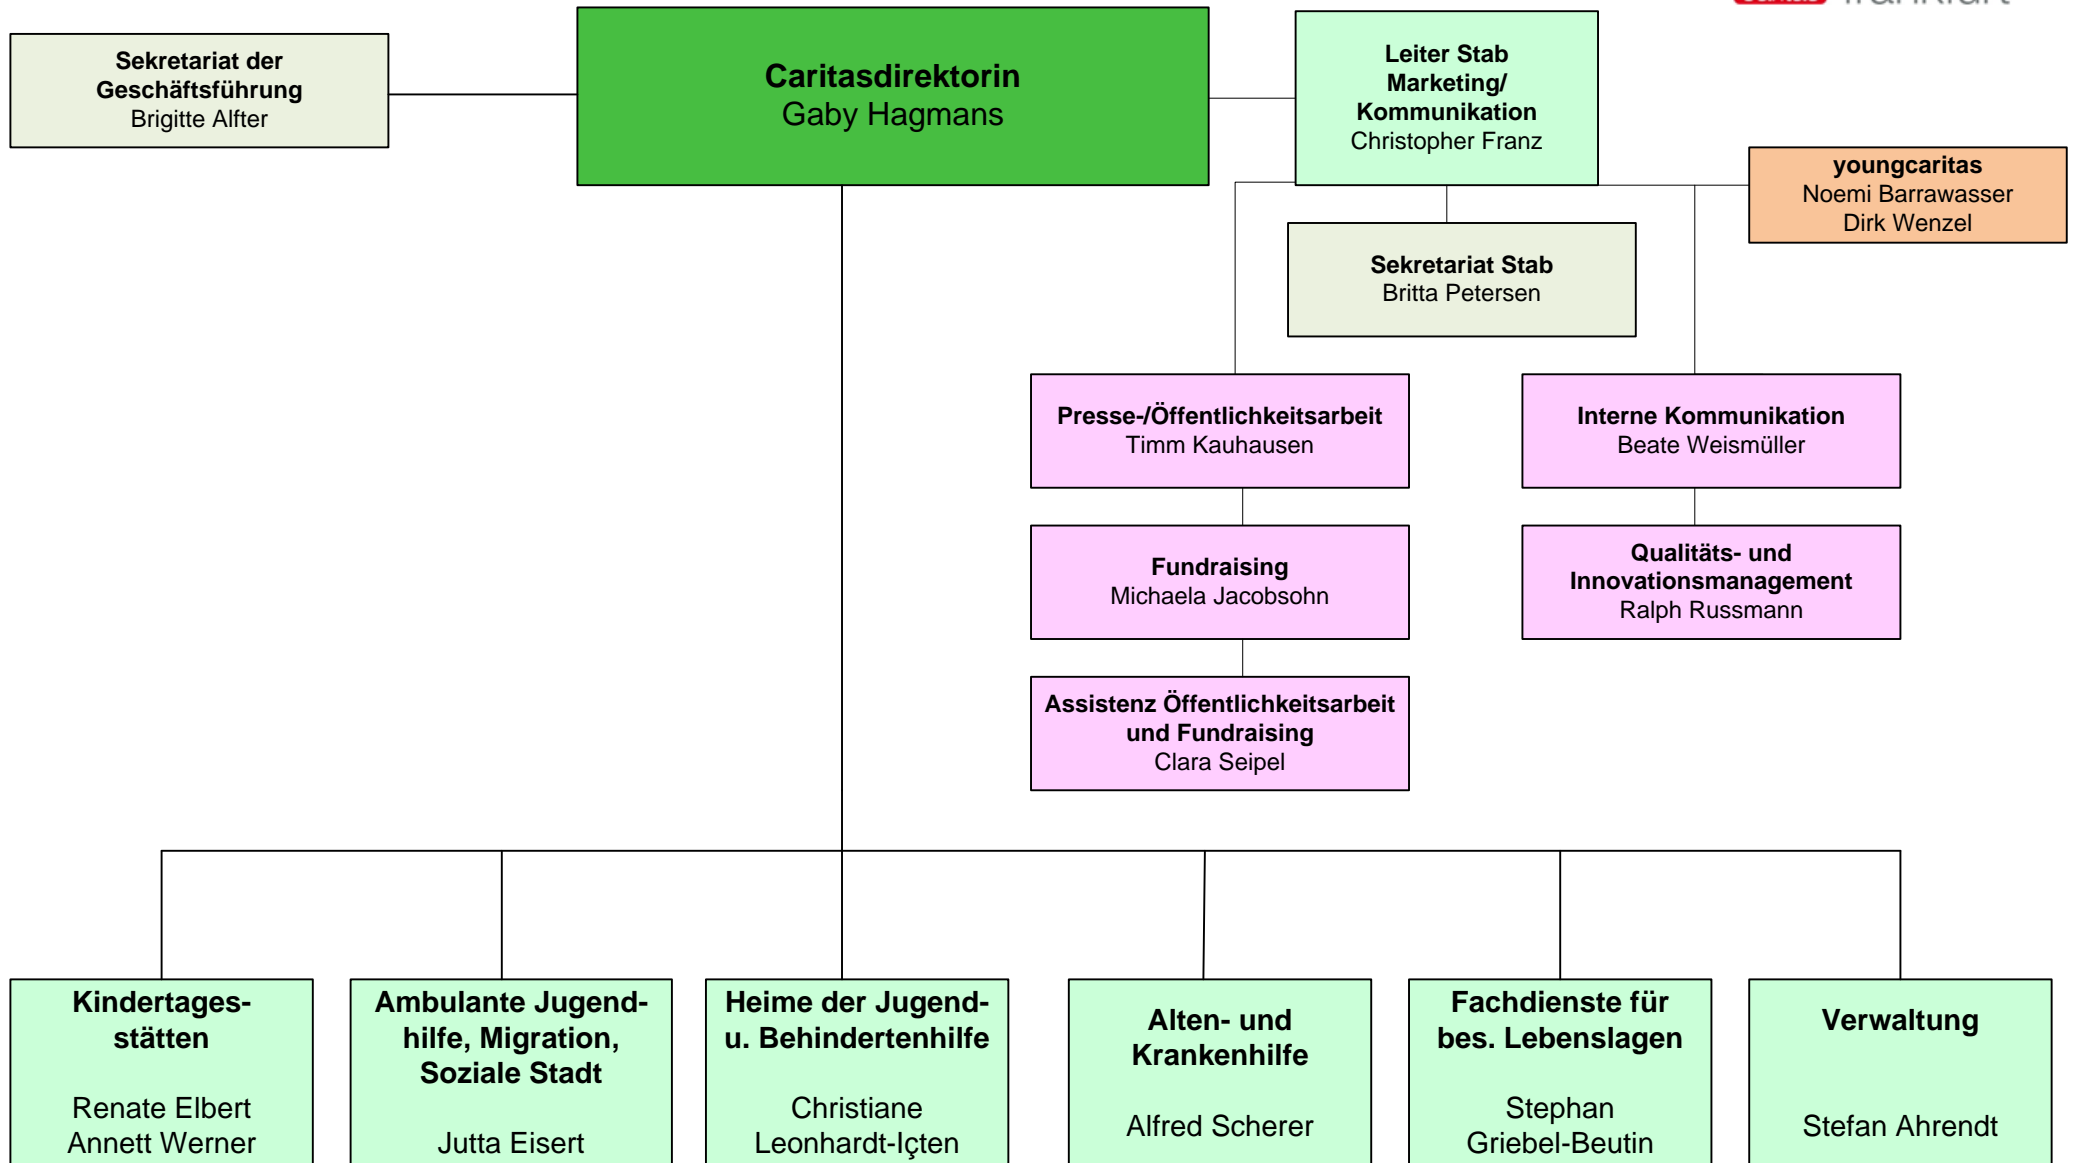 Sekretariat der
Geschäftsführung
Brigitte Alfter
Caritasdirektorin
Gaby Hagmans
Leiter Stab
Marketing/
Kommunikation
Christopher Franz
youngcaritas
Noemi Barrawasser
Dirk Wenzel
Sekretariat Stab
Britta Petersen
Presse-/Öffentlichkeitsarbeit
Timm Kauhausen
Interne Kommunikation
Beate Weismüller
Fundraising
Michaela Jacobsohn
Qualitäts- und
Innovationsmanagement
Ralph Russmann
Assistenz Öffentlichkeitsarbeit
und Fundraising
Clara Seipel
Kindertages-
stätten
Renate Elbert
Annett Werner
Ambulante Jugend-
hilfe, Migration,
Soziale Stadt
Jutta Eisert
Heime der Jugend-
u. Behindertenhilfe
Christiane
Leonhardt-Içten
Alten- und
Krankenhilfe
Alfred Scherer
Fachdienste für
bes. Lebenslagen
Stephan
Griebel-Beutin
Verwaltung
Stefan Ahrendt